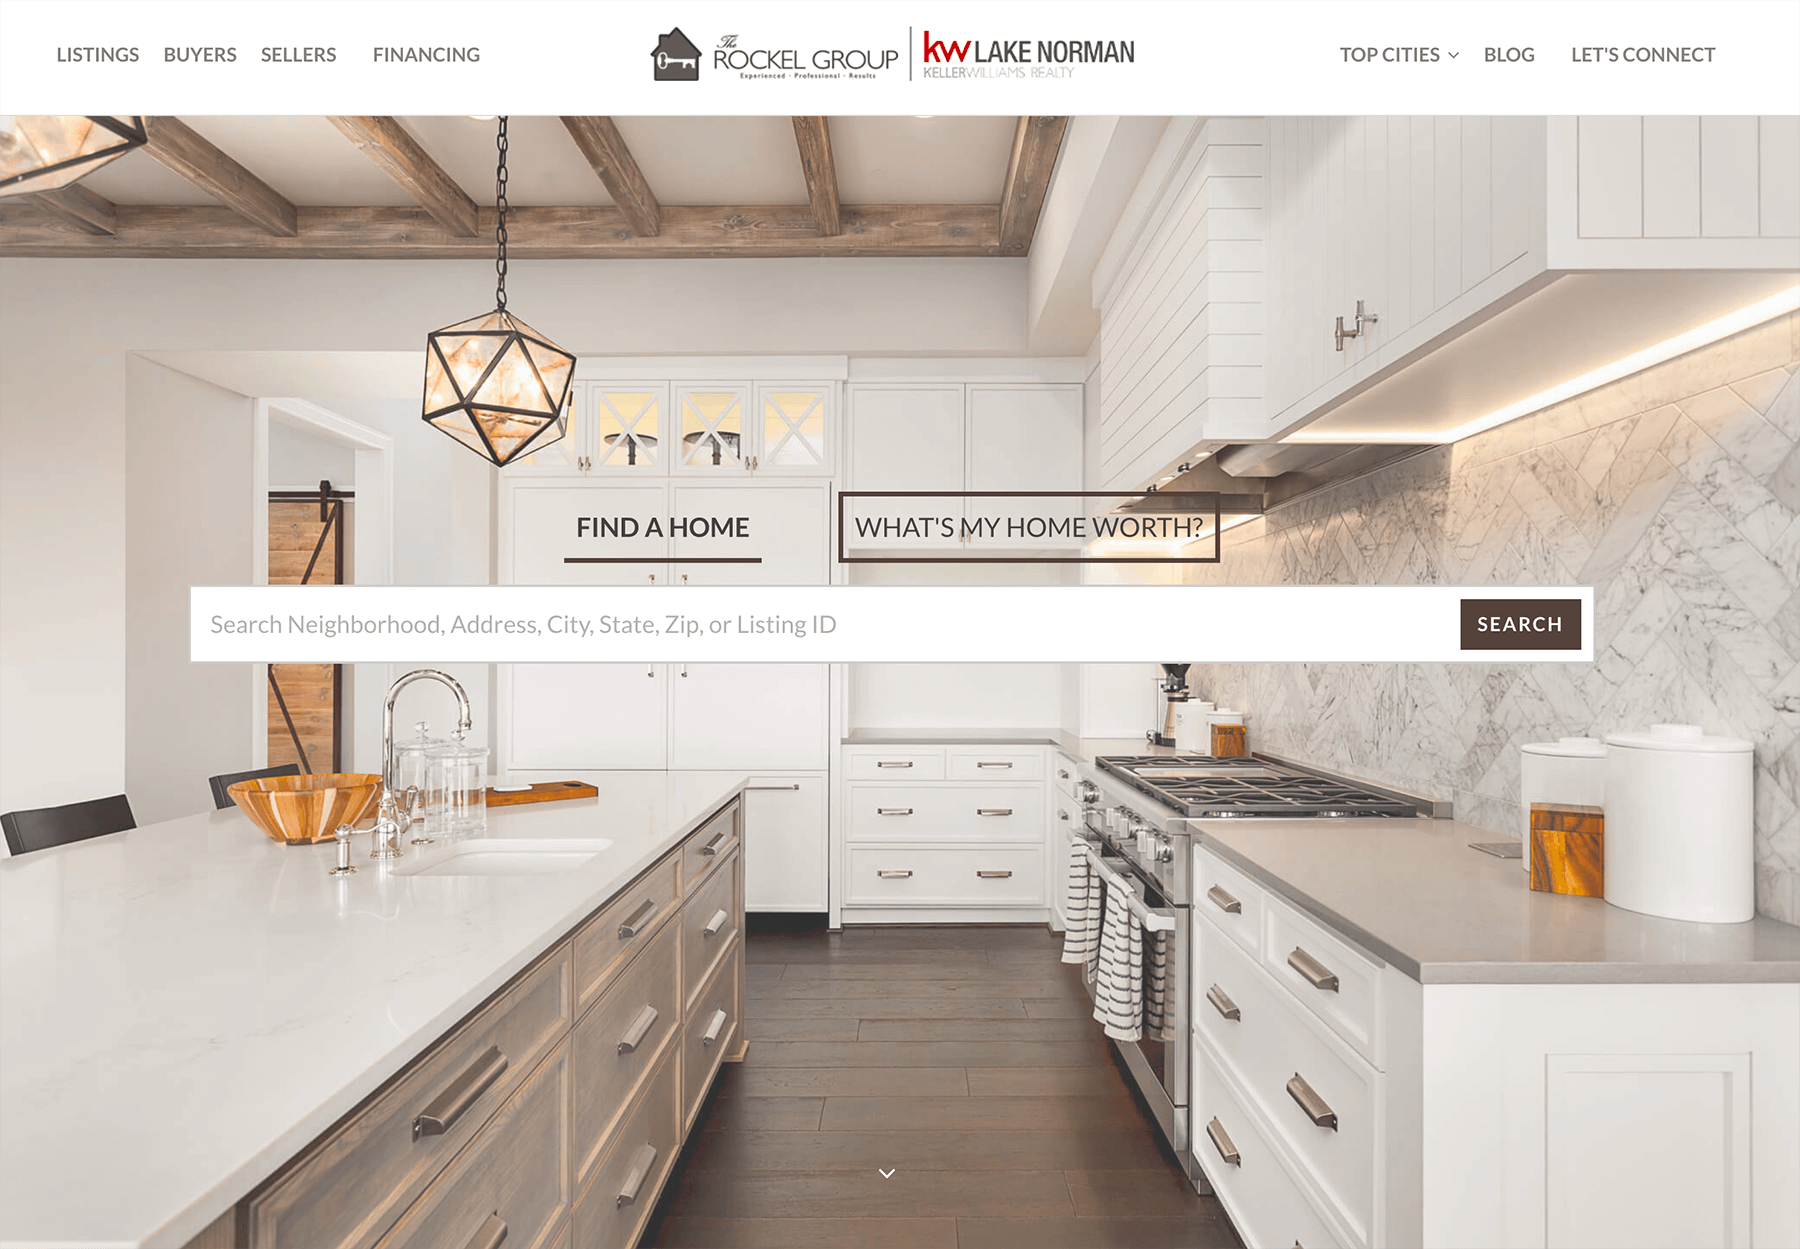 LISTINGS BUYERS SELLERS FINANCING
The
ROCKEL GROUP
Experienced · Professional · Results
kw LAKE NORMAN
KELLERWILLIAMS. REALTY
TOP CITIES BLOG LET'S CONNECT
FIND A HOME WHAT'S MY HOME WORTH?
Search Neighborhood, Address, City, State, Zip, or Listing ID SEARCH